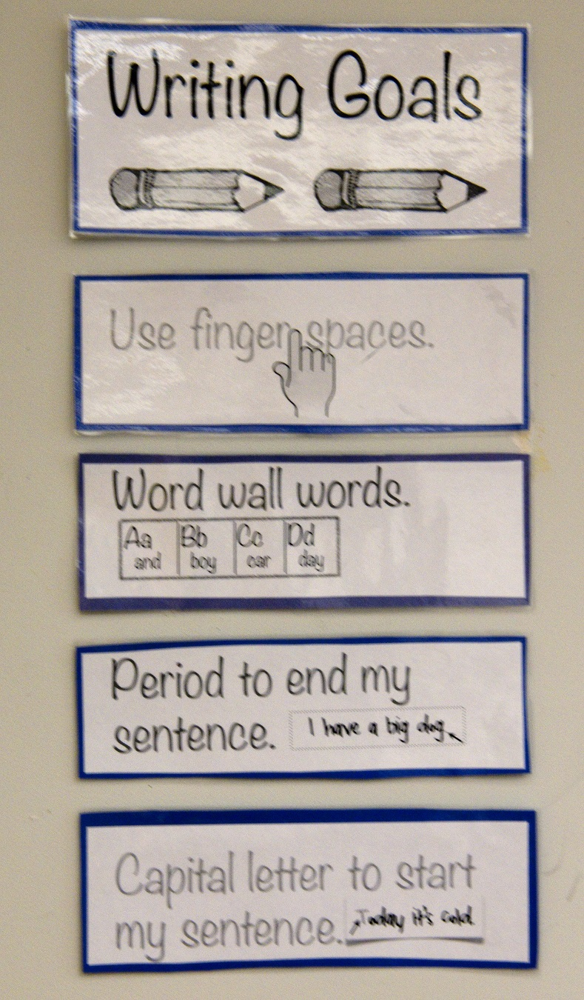 Writing Goals
Use finger spaces.
Word wall words.
Aa Bb Cc Dd
and boy car day
Period to end my
sentence. I have a big dog.
Capital letter to start
my sentence. Today it's cold.